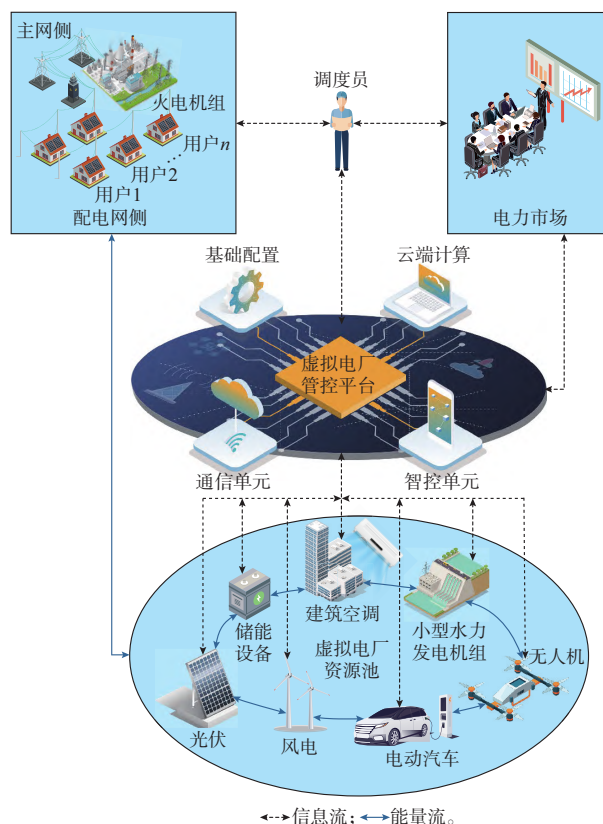 主网侧
火电机组
用户n
…
用户2
用户1
配电网侧
调度员
电力市场
基础配置
云端计算
虚拟电厂
管控平台
通信单元
智控单元
建筑空调
储能
设备
小型水力
发电机组
虚拟电厂
资源池
无人机
光伏
风电
电动汽车
信息流； 能量流。